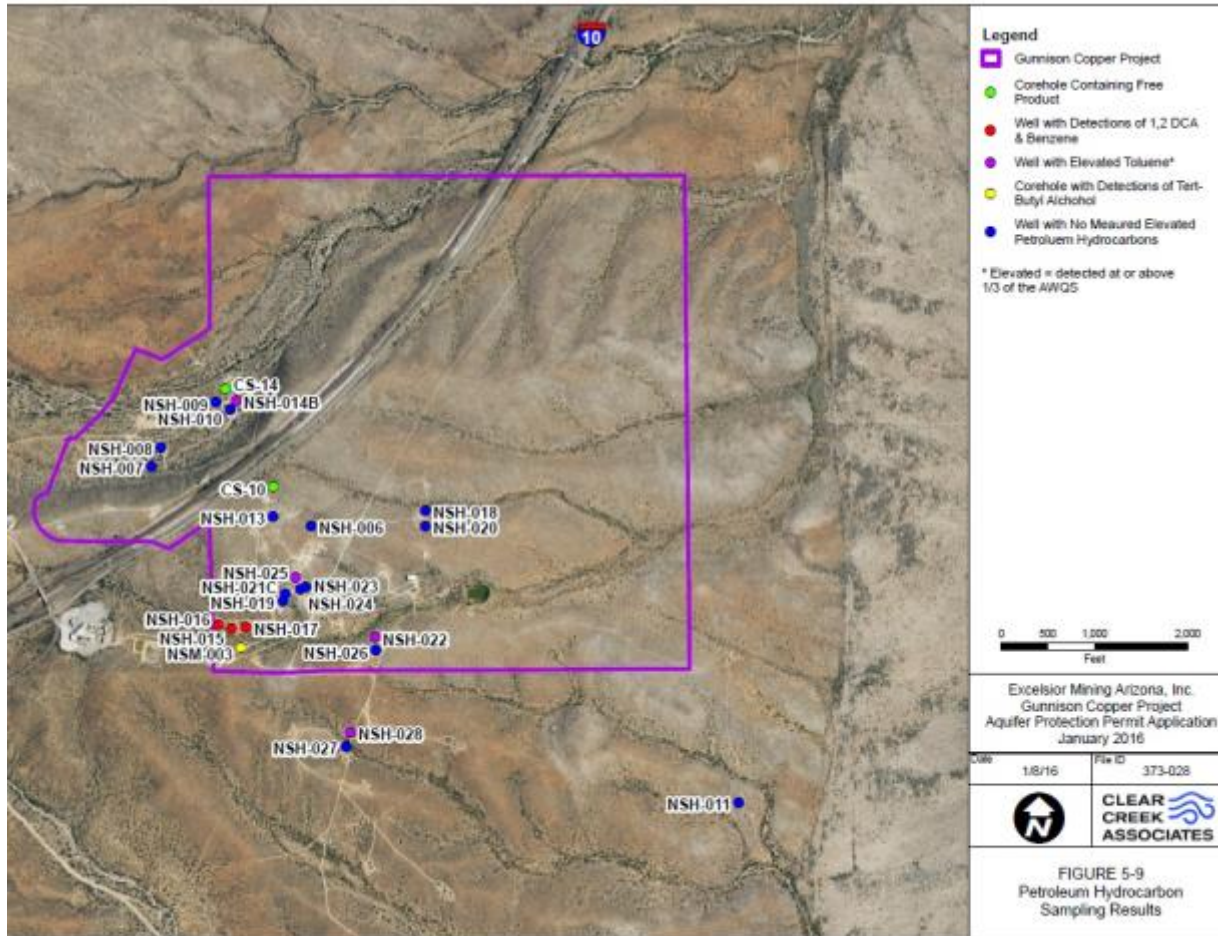 10
CS-14
NSH-009
NSH-014B
NSH-010
NSH-008
NSH-007
CS-10
NSH-013
NSH-006
NSH-018
NSH-020
NSH-025
NSH-021C
NSH-023
NSH-019
NSH-024
NSH-016
NSH-017
NSH-015
NSM-003
NSH-022
NSH-026
NSH-028
NSH-027
NSH-011
Legend
Gunnison Copper Project
Corehole Containing Free
Product
Well with Detections of 1,2 DCA
& Benzene
Well with Elevated Toluene*
Corehole with Detections of Tert-
Butyl Alchohol
Well with No Meaured Elevated
Petroluem Hydrocarbons
* Elevated = detected at or above
1/3 of the AWQS
0 500 1,000 2,000
Feet
Excelsior Mining Arizona, Inc.
Gunnison Copper Project
Aquifer Protection Permit Application
January 2016
Date
1/8/16
File ID
373-028
N
CLEAR
CREEK
ASSOCIATES
FIGURE 5-9
Petroleum Hydrocarbon
Sampling Results